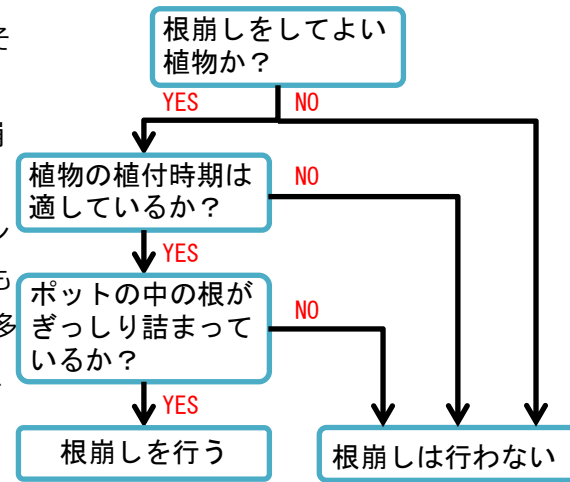 そ
根崩しをしてよい
植物か？
YES
NO
植物の植付時期は
適しているか？
NO
YES
も
ポットの中の根が
ぎっしり詰まって
いるか？
多
NO
YES
根崩しを行う
根崩しは行わない